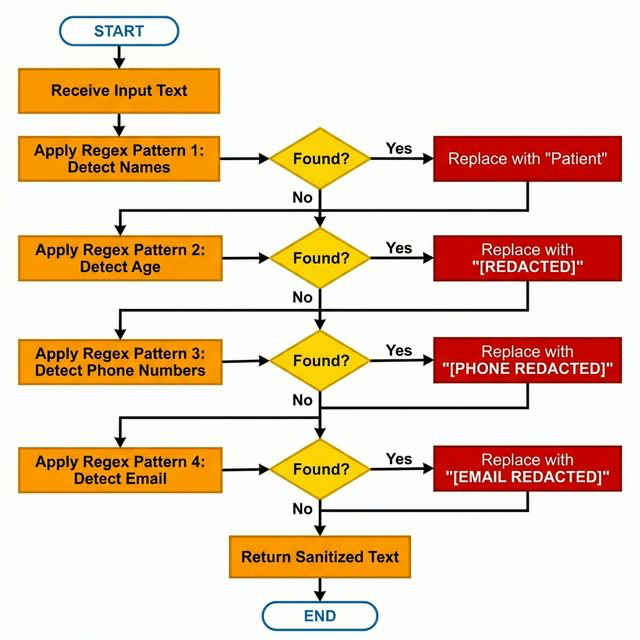 START
Receive Input Text
Apply Regex Pattern 1:
Detect Names
Found?
Yes
Replace with "Patient"
No
Apply Regex Pattern 2:
Detect Age
Found?
Yes
Replace with
"[REDACTED]"
No
Apply Regex Pattern 3:
Detect Phone Numbers
Found?
Yes
Replace with
"[PHONE REDACTED]"
No
Apply Regex Pattern 4:
Detect Email
Found?
Yes
Replace with
"[EMAIL REDACTED]"
No
Return Sanitized Text
END